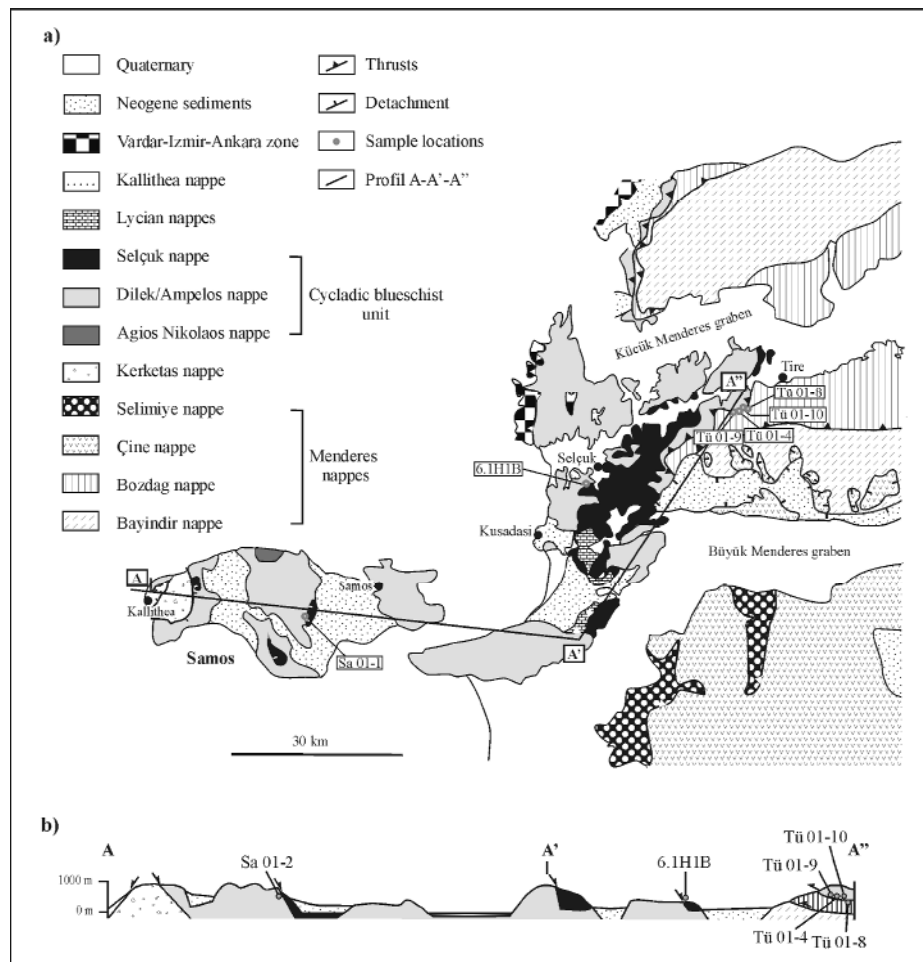 a)
Quaternary
Neogene sediments
Vardar-Izmir-Ankara zone
Kallithea nappe
Lycian nappes
Selçuk nappe
Dilek/Ampelos nappe
Agios Nikolaos nappe
Cycladic blueschist
unit
Kerketas nappe
Selimiye nappe
Çine nappe
Bozdag nappe
Bayindir nappe
Menderes
nappes
Thrusts
Detachment
Sample locations
Profil A-A'-A''
Kücük Menderes graben
A''
Tire
Tü 01-8
Tü 01-10
Tü 01-9
Tü 01-4
Selçuk
6.1H1B
Kusadasi
Büyük Menderes graben
A
Kallithea
Samos
Samos
Sa 01-1
A'
30 km
b)
A
Sa 01-2
A'
6.1H1B
Tü 01-10
Tü 01-9
A''
1000 m
0 m
Tü 01-4
Tü 01-8